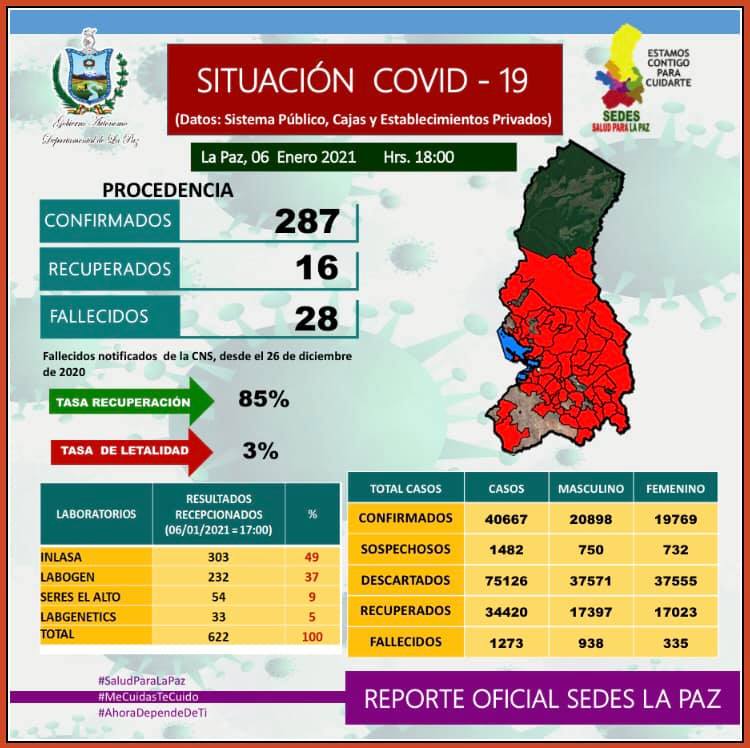 Gobierno Autónomo
Departamental de La Paz
SITUACIÓN COVID - 19
(Datos: Sistema Público, Cajas y Establecimientos Privados)
ESTAMOS
CONTIGO
PARA
CUIDARTE
SEDES
SALUD PARA LA PAZ
La Paz, 06 Enero 2021 Hrs. 18:00
PROCEDENCIA
CONFIRMADOS 287
RECUPERADOS 16
FALLECIDOS 28
Fallecidos notificados de la CNS, desde el 26 de diciembre
de 2020
TASA RECUPERACIÓN 85%
TASA DE LETALIDAD 3%
LABORATORIOS RESULTADOS RECEPCIONADOS (06/01/2021 = 17:00) %
INLASA 303 49
LABOGEN 232 37
SERES EL ALTO 54 9
LABGENETICS 33 5
TOTAL 622 100
TOTAL CASOS CASOS MASCULINO FEMENINO
CONFIRMADOS 40667 20898 19769
SOSPECHOSOS 1482 750 732
DESCARTADOS 75126 37571 37555
RECUPERADOS 34420 17397 17023
FALLECIDOS 1273 938 335
#SaludParaLaPaz
#MeCuidasTeCuido
#AhoraDependeDeTi
REPORTE OFICIAL SEDES LA PAZ